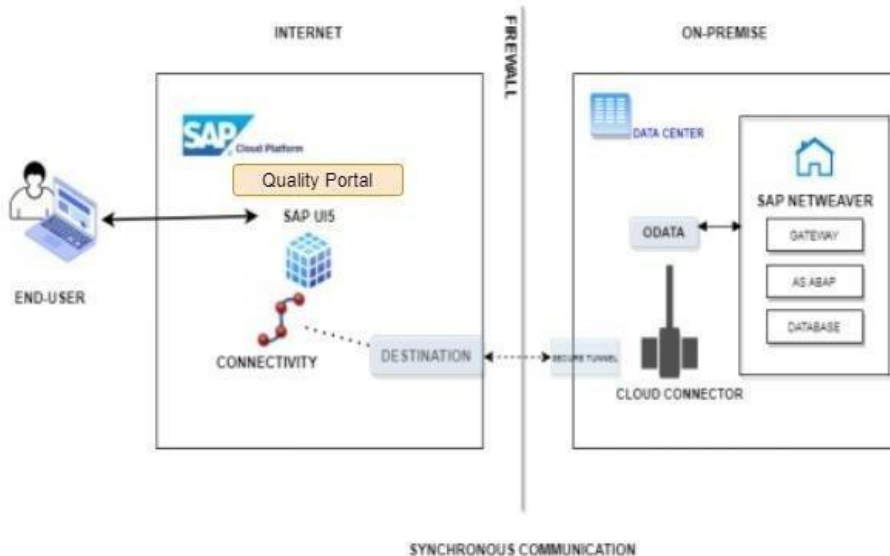 INTERNET
FIREWALL
ON-PREMISE
SAP
Cloud Platform
DATA CENTER
Quality Portal
SAP UI5
SAP NETWEAVER
ODATA
GATEWAY
AS ABAP
DATABASE
END-USER
CONNECTIVITY
DESTINATION
SECURE TUNNEL
CLOUD CONNECTOR
SYNCHRONOUS COMMUNICATION